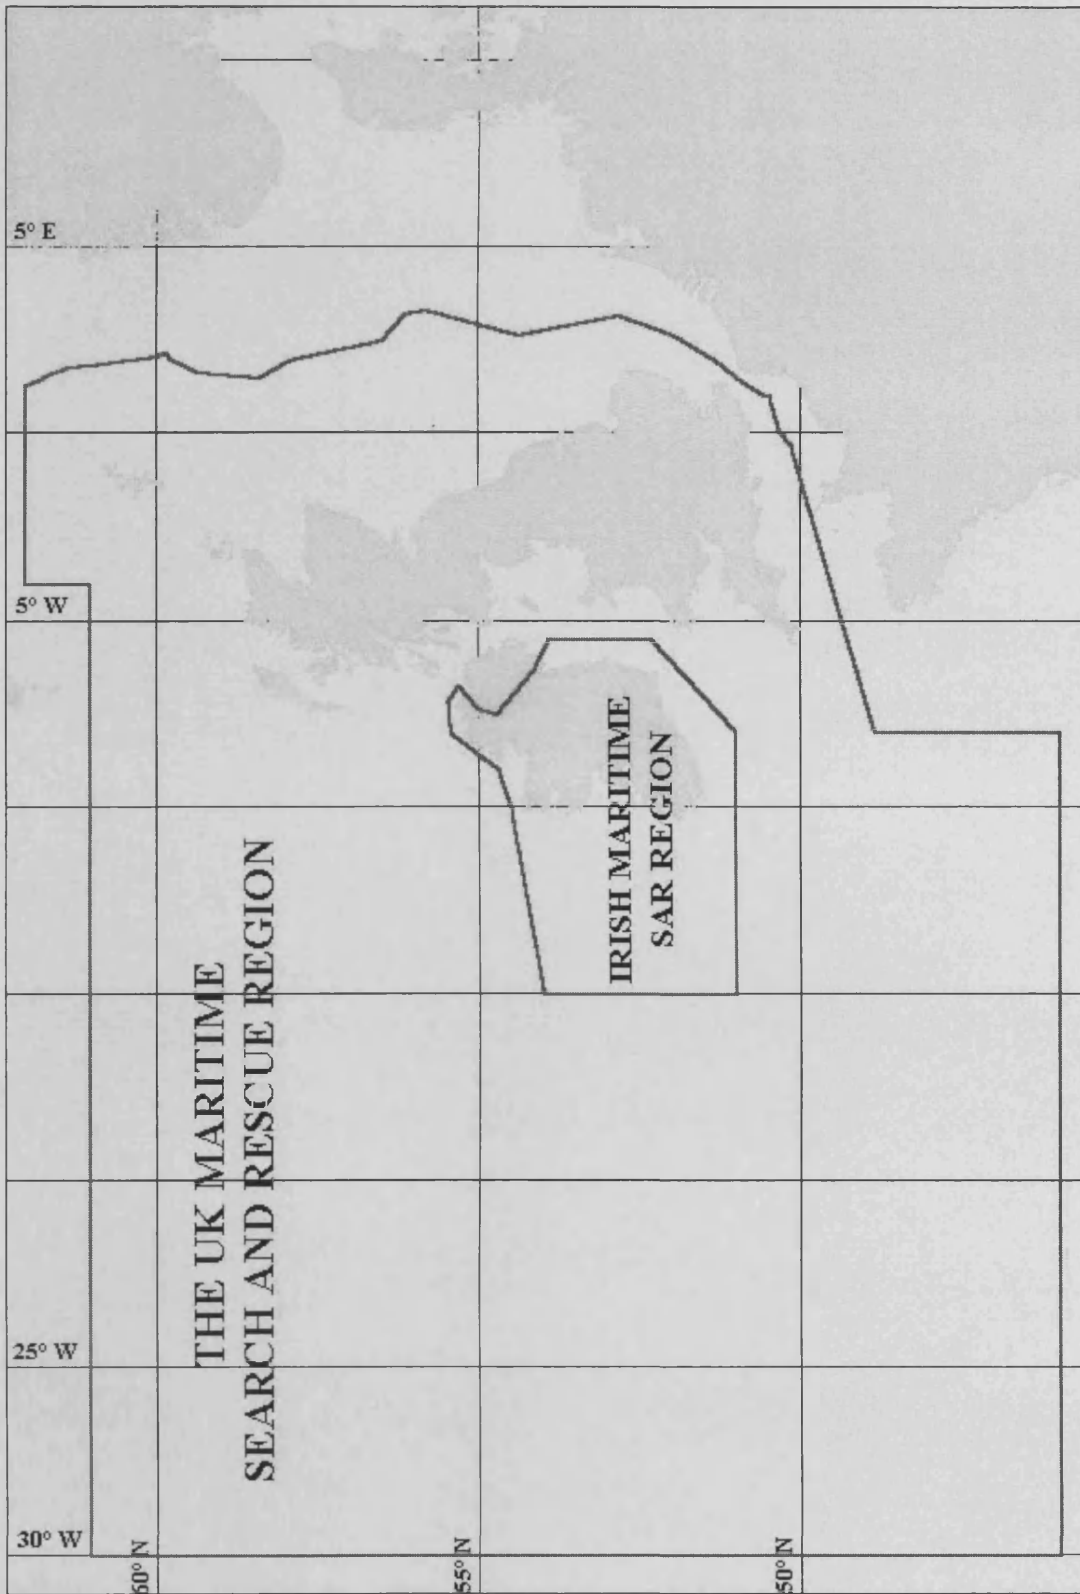 THE UK MARITIME
SEARCH AND RESCUE REGION
IRISH MARITIME
SAR REGION
5° E
5° W
25° W
30° W
60° N
55° N
50° N